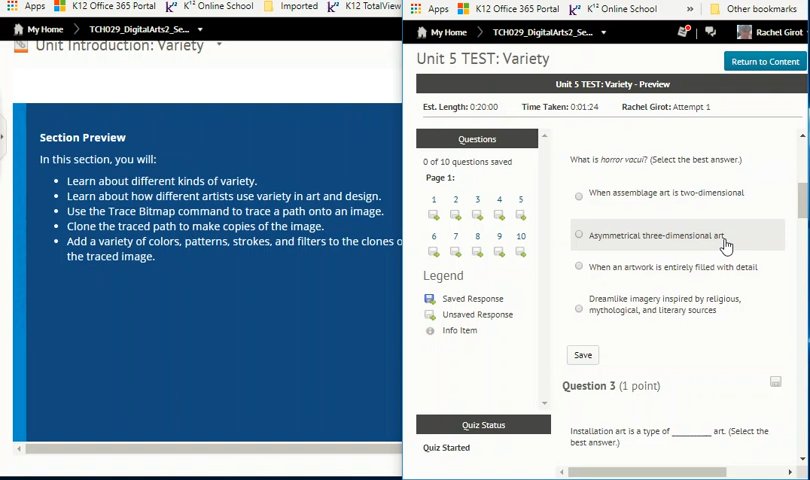 Apps K12 Office 365 Portal K¹² Online School Imported K12 TotalView
My Home TCH029_DigitalArts2_Se...
Unit Introduction: Variety
Section Preview
In this section, you will:
• Learn about different kinds of variety.
• Learn about how different artists use variety in art and design.
• Use the Trace Bitmap command to trace a path onto an image.
• Clone the traced path to make copies of the image.
• Add a variety of colors, patterns, strokes, and filters to the clones o
the traced image.
Apps K12 Office 365 Portal K¹² Online School » Other bookmarks
My Home TCH029_DigitalArts2_Se... Rachel Girot
Unit 5 TEST: Variety
Return to Content
Unit 5 TEST: Variety - Preview
Est. Length: 0:20:00 Time Taken: 0:01:24 Rachel Girot: Attempt 1
Questions
0 of 10 questions saved
Page 1:
1 2 3 4 5
6 7 8 9 10
Legend
Saved Response
Unsaved Response
Info Item
Quiz Status
Quiz Started
What is horror vacui? (Select the best answer.)
When assemblage art is two-dimensional
Asymmetrical three-dimensional art
When an artwork is entirely filled with detail
Dreamlike imagery inspired by religious,
mythological, and literary sources
Save
Question 3 (1 point)
Installation art is a type of __________ art. (Select the
best answer.)